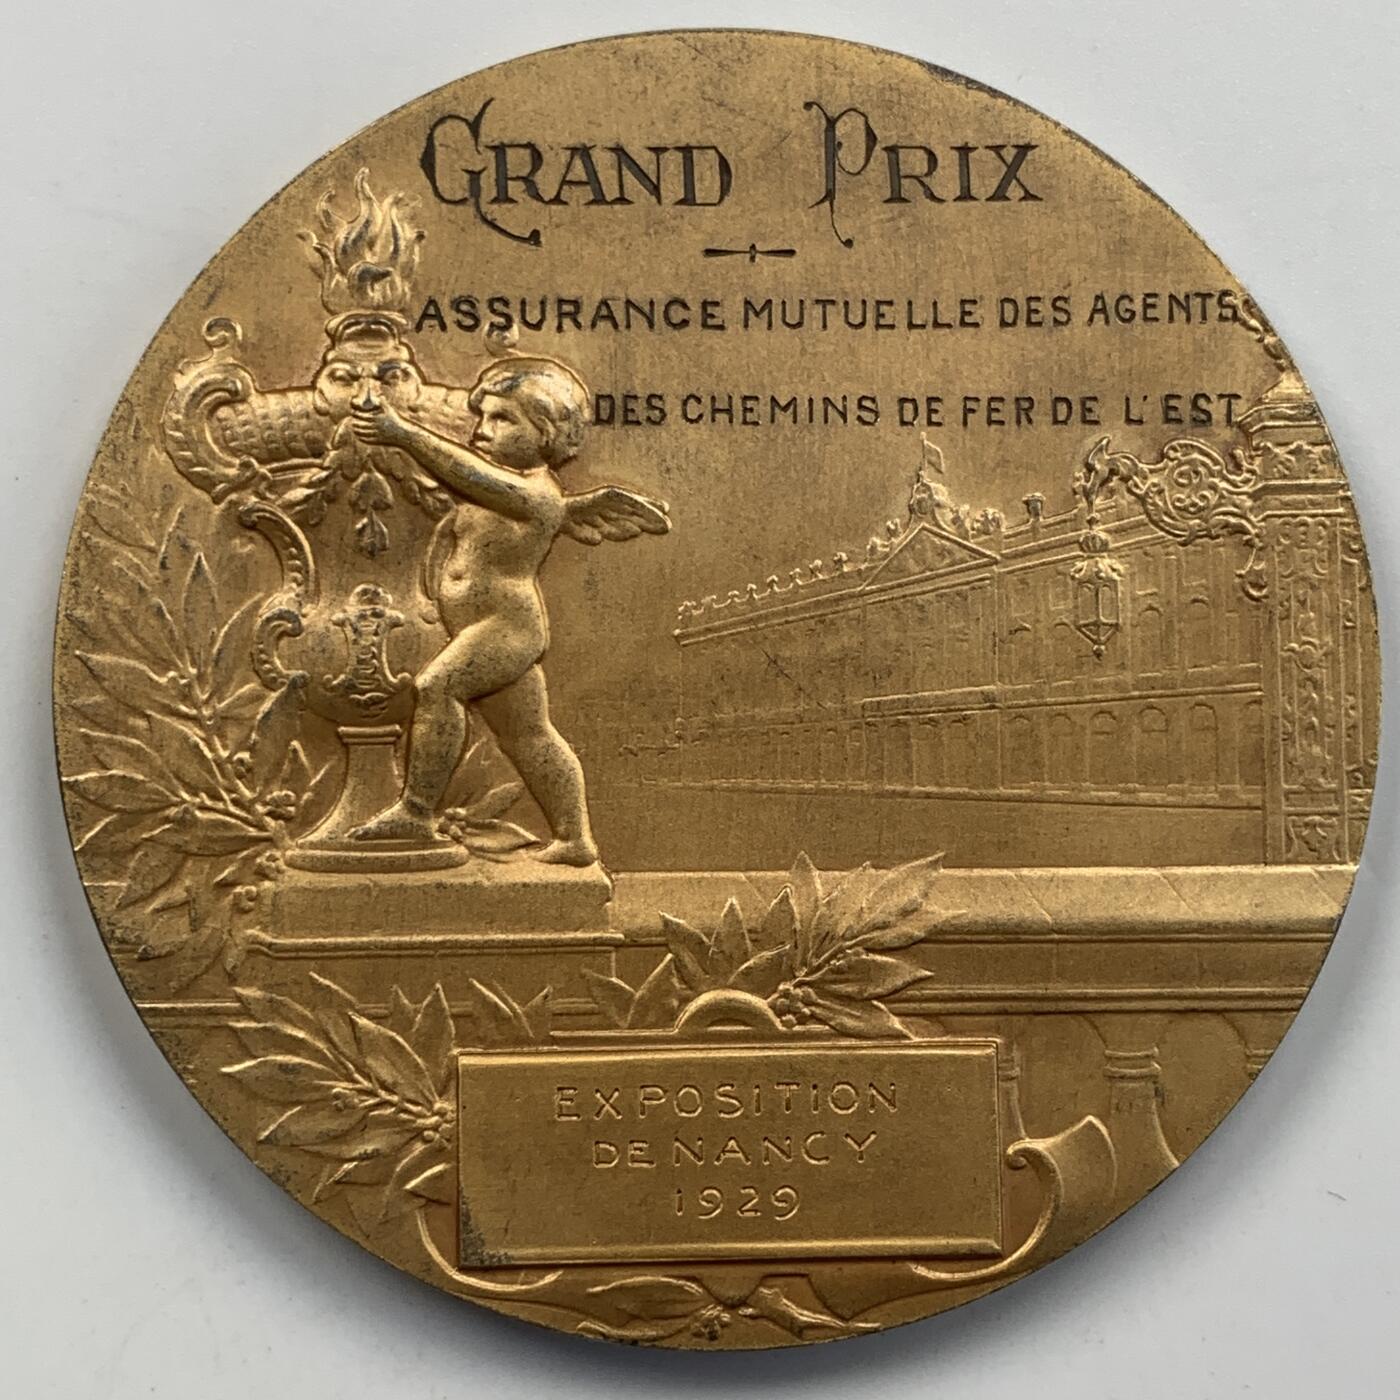 GRAND PRIX
ASSURANCE MUTUELLE DES AGENTS
DES CHEMINS DE FER DE L'EST
EXPOSITION
DE NANCY
1929